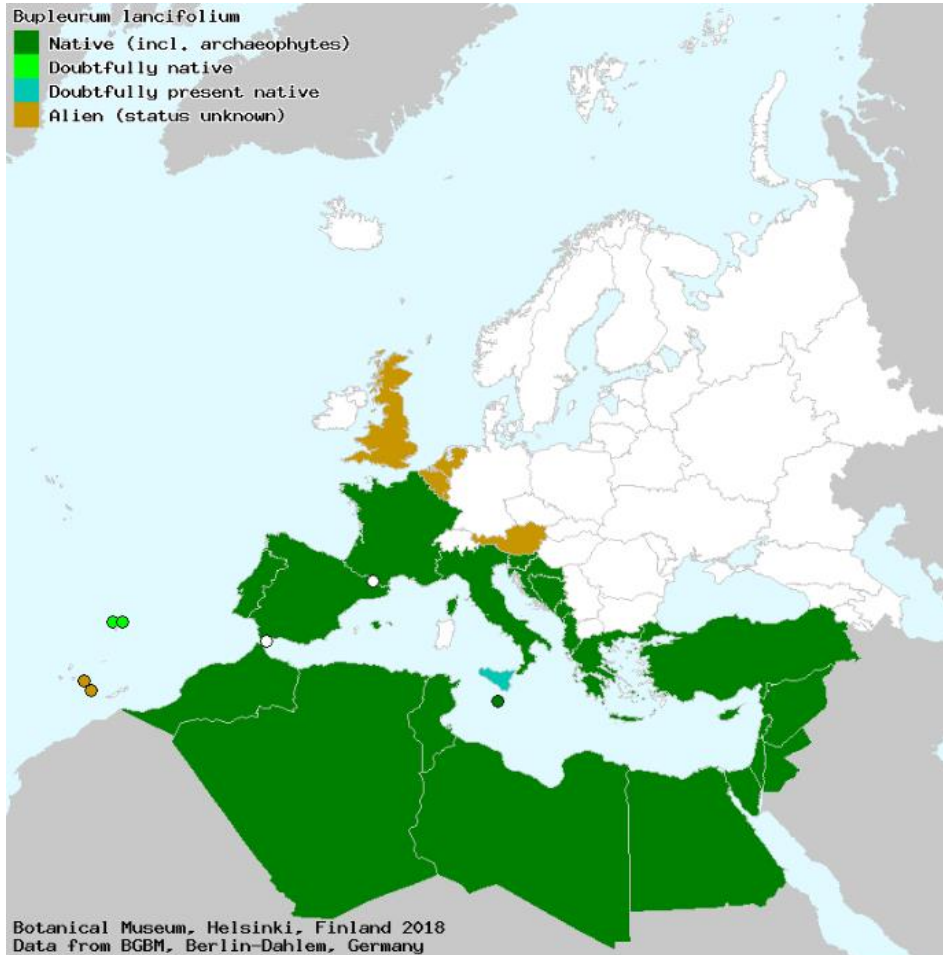 Bupleurum lancifolium
Native (incl. archaeophytes)
Doubtfully native
Doubtfully present native
Alien (status unknown)
Botanical Museum, Helsinki, Finland 2018
Data from BGBM, Berlin-Dahlem, Germany